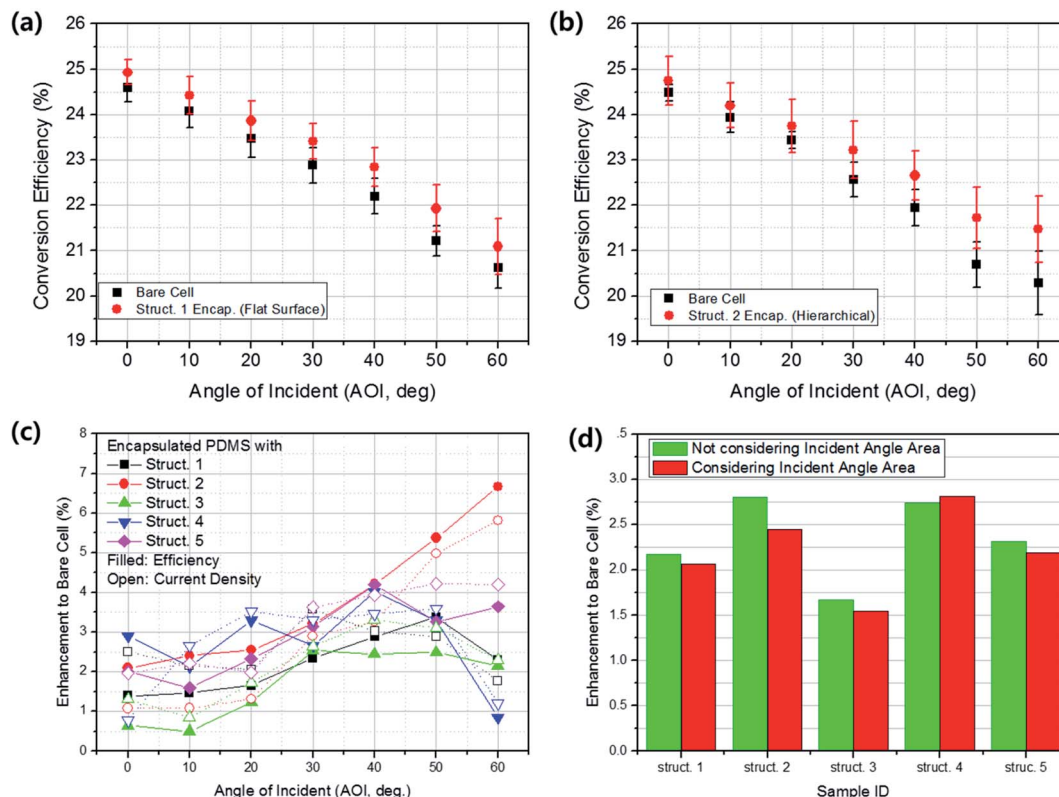 (a)
26
25
24
23
22
21
20
19
Conversion Efficiency (%)
Bare Cell
Struct. 1 Encap. (Flat Surface)
0 10 20 30 40 50 60
Angle of Incident (AOI, deg)
(b)
26
25
24
23
22
21
20
19
Conversion Efficiency (%)
Bare Cell
Struct. 2 Encap. (Hierarchical)
0 10 20 30 40 50 60
Angle of Incident (AOI, deg)
(c)
8
7
6
5
4
3
2
1
0
Enhancement to Bare Cell (%)
Encapsulated PDMS with
Struct. 1
Struct. 2
Struct. 3
Struct. 4
Struct. 5
Filled: Efficiency
Open: Current Density
0 10 20 30 40 50 60
Angle of Incident (AOI, deg.)
(d)
.5
3.0
2.5
2.0
1.5
1.0
0.5
0.0
Enhancement to Bare Cell (%)
Not considering Incident Angle Area
Considering Incident Angle Area
struct. 1 struct. 2 struct. 3 struct. 4 struct. 5
Sample ID